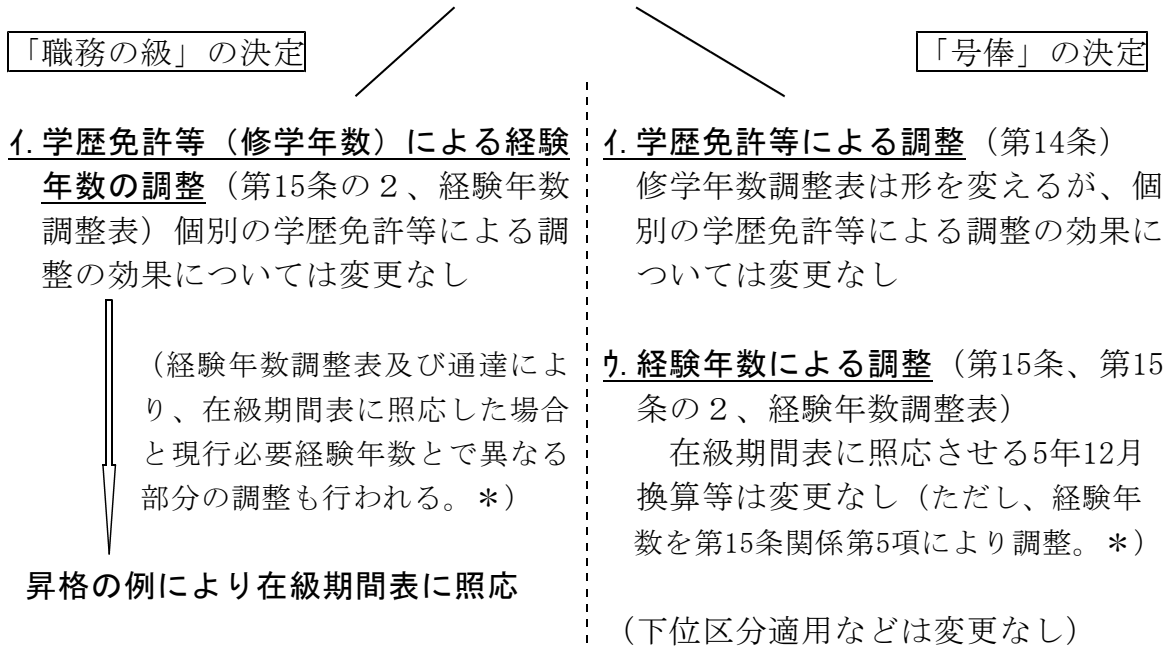 「職務の級」の決定
ｲ.学歴免許等（修学年数）による経験
年数の調整（第15条の２、経験年数
調整表）個別の学歴免許等による調
整の効果については変更なし
（経験年数調整表及び通達によ
り、在級期間表に照応した場合
と現行必要経験年数とで異なる
部分の調整も行われる。＊）
昇格の例により在級期間表に照応
「号俸」の決定
ｲ.学歴免許等による調整（第14条）
修学年数調整表は形を変えるが、個
別の学歴免許等による調整の効果に
ついては変更なし
ｳ.経験年数による調整（第15条、第15
条の２、経験年数調整表）
在級期間表に照応させる5年12月
換算等は変更なし（ただし、経験年
数を第15条関係第5項により調整。＊）
（下位区分適用などは変更なし）